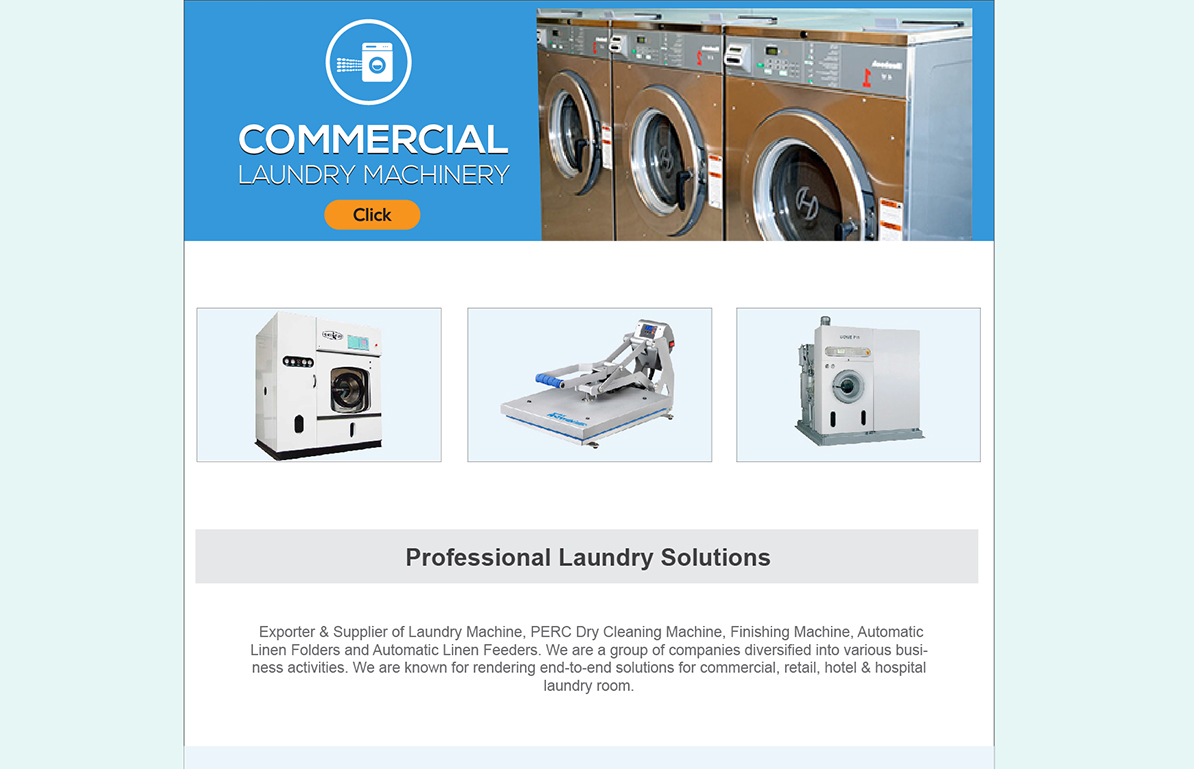 COMMERCIAL
LAUNDRY MACHINERY
Click
Professional Laundry Solutions
Exporter & Supplier of Laundry Machine, PERC Dry Cleaning Machine, Finishing Machine, Automatic
Linen Folders and Automatic Linen Feeders. We are a group of companies diversified into various busi-
ness activities. We are known for rendering end-to-end solutions for commercial, retail, hotel & hospital
laundry room.